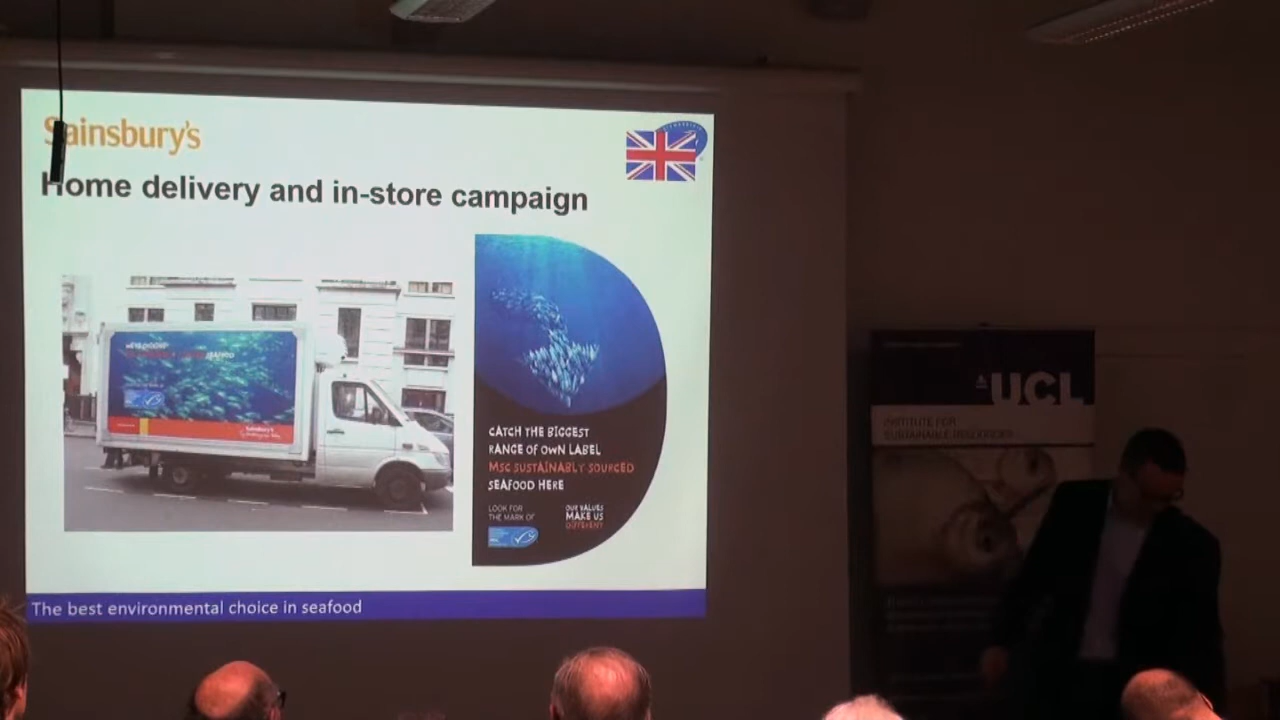 Sainsbury's
Home delivery and in-store campaign
SEAFOOD
Sainsbury's
CATCH THE BIGGEST
RANGE OF OWN LABEL
MSC SUSTAINABLY SOURCED
SEAFOOD HERE
LOOK FOR
THE MARK OF
OUR VALUES
MAKE US
DIFFERENT
The best environmental choice in seafood
UCL
INSTITUTE FOR
SUSTAINABLE RESOURCES